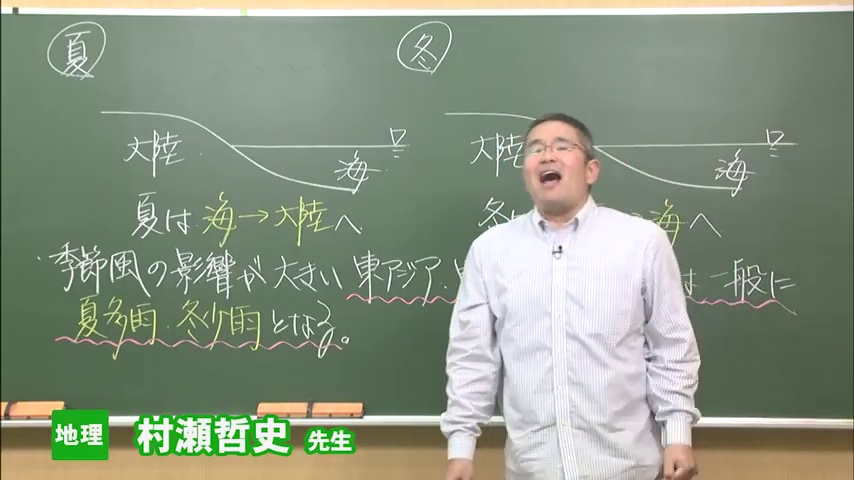 夏
冬
大陸
海
大陸
海
夏は 海→大陸へ
冬 海へ
季節風の影響が大きい 東アジア は一般に
夏多雨、冬少雨となる。
地理 村瀬哲史 先生